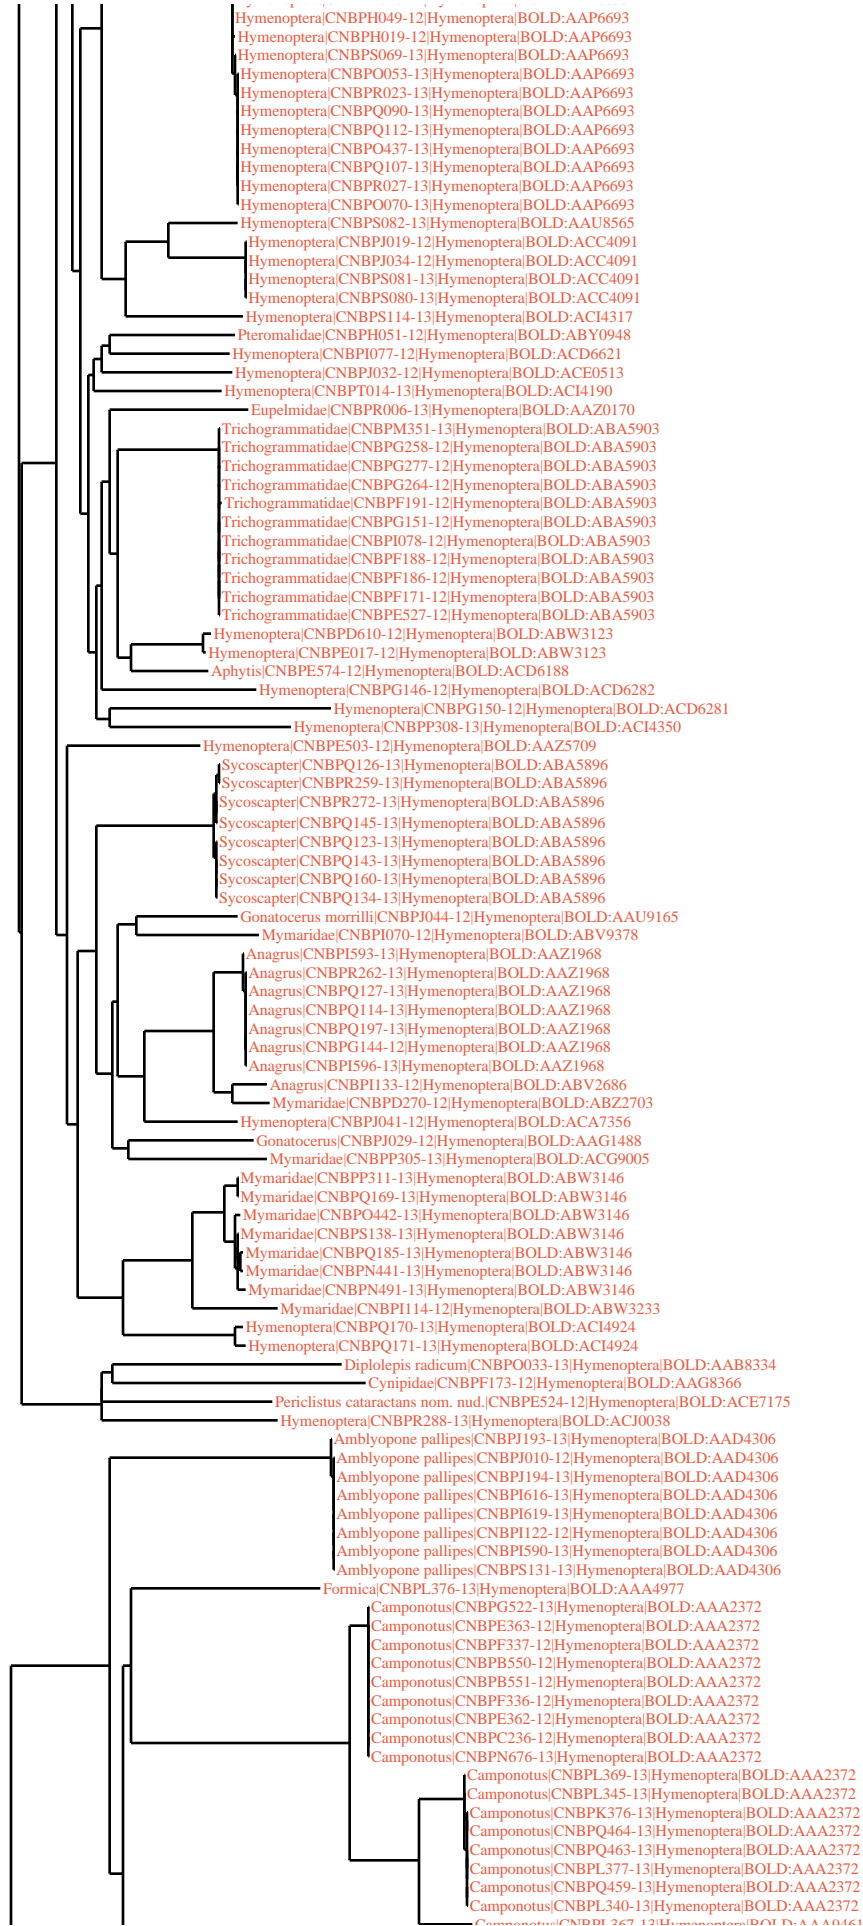 Hymenoptera|CNBPH049-12|Hymenoptera|BOLD:AAP6693
Hymenoptera|CNBPH019-12|Hymenoptera|BOLD:AAP6693
Hymenoptera|CNBPS069-13|Hymenoptera|BOLD:AAP6693
Hymenoptera|CNBPO053-13|Hymenoptera|BOLD:AAP6693
Hymenoptera|CNBPR023-13|Hymenoptera|BOLD:AAP6693
Hymenoptera|CNBPQ090-13|Hymenoptera|BOLD:AAP6693
Hymenoptera|CNBPQ112-13|Hymenoptera|BOLD:AAP6693
Hymenoptera|CNBPO437-13|Hymenoptera|BOLD:AAP6693
Hymenoptera|CNBPQ107-13|Hymenoptera|BOLD:AAP6693
Hymenoptera|CNBPR027-13|Hymenoptera|BOLD:AAP6693
Hymenoptera|CNBPO070-13|Hymenoptera|BOLD:AAP6693
Hymenoptera|CNBPS082-13|Hymenoptera|BOLD:AAU8565
Hymenoptera|CNBPJ019-12|Hymenoptera|BOLD:ACC4091
Hymenoptera|CNBPJ034-12|Hymenoptera|BOLD:ACC4091
Hymenoptera|CNBPS081-13|Hymenoptera|BOLD:ACC4091
Hymenoptera|CNBPS080-13|Hymenoptera|BOLD:ACC4091
Hymenoptera|CNBPS114-13|Hymenoptera|BOLD:ACI4317
Pteromalidae|CNBPH051-12|Hymenoptera|BOLD:ABY0948
Hymenoptera|CNBPI077-12|Hymenoptera|BOLD:ACD6621
Hymenoptera|CNBPJ032-12|Hymenoptera|BOLD:ACE0513
Hymenoptera|CNBPT014-13|Hymenoptera|BOLD:ACI4190
Eupelmidae|CNBPR006-13|Hymenoptera|BOLD:AAZ0170
Trichogrammatidae|CNBPM351-13|Hymenoptera|BOLD:ABA5903
Trichogrammatidae|CNBPG258-12|Hymenoptera|BOLD:ABA5903
Trichogrammatidae|CNBPG277-12|Hymenoptera|BOLD:ABA5903
Trichogrammatidae|CNBPG264-12|Hymenoptera|BOLD:ABA5903
Trichogrammatidae|CNBPF191-12|Hymenoptera|BOLD:ABA5903
Trichogrammatidae|CNBPG151-12|Hymenoptera|BOLD:ABA5903
Trichogrammatidae|CNBPI078-12|Hymenoptera|BOLD:ABA5903
Trichogrammatidae|CNBPF188-12|Hymenoptera|BOLD:ABA5903
Trichogrammatidae|CNBPF186-12|Hymenoptera|BOLD:ABA5903
Trichogrammatidae|CNBPF171-12|Hymenoptera|BOLD:ABA5903
Trichogrammatidae|CNBPE527-12|Hymenoptera|BOLD:ABA5903
Hymenoptera|CNBPD610-12|Hymenoptera|BOLD:ABW3123
Hymenoptera|CNBPE017-12|Hymenoptera|BOLD:ABW3123
Aphytis|CNBPE574-12|Hymenoptera|BOLD:ACD6188
Hymenoptera|CNBPG146-12|Hymenoptera|BOLD:ACD6282
Hymenoptera|CNBPG150-12|Hymenoptera|BOLD:ACD6281
Hymenoptera|CNBPP308-13|Hymenoptera|BOLD:ACI4350
Hymenoptera|CNBPE503-12|Hymenoptera|BOLD:AAZ5709
Sycoscapter|CNBPQ126-13|Hymenoptera|BOLD:ABA5896
Sycoscapter|CNBPR259-13|Hymenoptera|BOLD:ABA5896
Sycoscapter|CNBPR272-13|Hymenoptera|BOLD:ABA5896
Sycoscapter|CNBPQ145-13|Hymenoptera|BOLD:ABA5896
Sycoscapter|CNBPQ123-13|Hymenoptera|BOLD:ABA5896
Sycoscapter|CNBPQ143-13|Hymenoptera|BOLD:ABA5896
Sycoscapter|CNBPQ160-13|Hymenoptera|BOLD:ABA5896
Sycoscapter|CNBPQ134-13|Hymenoptera|BOLD:ABA5896
Gonatocerus morrilli|CNBPJ044-12|Hymenoptera|BOLD:AAU9165
Mymaridae|CNBPI070-12|Hymenoptera|BOLD:ABV9378
Anagrus|CNBPI593-13|Hymenoptera|BOLD:AAZ1968
Anagrus|CNBPR262-13|Hymenoptera|BOLD:AAZ1968
Anagrus|CNBPQ127-13|Hymenoptera|BOLD:AAZ1968
Anagrus|CNBPQ114-13|Hymenoptera|BOLD:AAZ1968
Anagrus|CNBPQ197-13|Hymenoptera|BOLD:AAZ1968
Anagrus|CNBPG144-12|Hymenoptera|BOLD:AAZ1968
Anagrus|CNBPI596-13|Hymenoptera|BOLD:AAZ1968
Anagrus|CNBPI133-12|Hymenoptera|BOLD:ABV2686
Mymaridae|CNBPD270-12|Hymenoptera|BOLD:ABZ2703
Hymenoptera|CNBPJ041-12|Hymenoptera|BOLD:ACA7356
Gonatocerus|CNBPJ029-12|Hymenoptera|BOLD:AAG1488
Mymaridae|CNBPP305-13|Hymenoptera|BOLD:ACG9005
Mymaridae|CNBPP311-13|Hymenoptera|BOLD:ABW3146
Mymaridae|CNBPQ169-13|Hymenoptera|BOLD:ABW3146
Mymaridae|CNBPO442-13|Hymenoptera|BOLD:ABW3146
Mymaridae|CNBPS138-13|Hymenoptera|BOLD:ABW3146
Mymaridae|CNBPQ185-13|Hymenoptera|BOLD:ABW3146
Mymaridae|CNBPN441-13|Hymenoptera|BOLD:ABW3146
Mymaridae|CNBPN491-13|Hymenoptera|BOLD:ABW3146
Mymaridae|CNBPI114-12|Hymenoptera|BOLD:ABW3233
Hymenoptera|CNBPQ170-13|Hymenoptera|BOLD:ACI4924
Hymenoptera|CNBPQ171-13|Hymenoptera|BOLD:ACI4924
Diplolepis radicum|CNBPO033-13|Hymenoptera|BOLD:AAB8334
Cynipidae|CNBPF173-12|Hymenoptera|BOLD:AAG8366
Periclistus cataractans nom. nud.|CNBPE524-12|Hymenoptera|BOLD:ACE7175
Hymenoptera|CNBPR288-13|Hymenoptera|BOLD:ACJ0038
Amblyopone pallipes|CNBPJ193-13|Hymenoptera|BOLD:AAD4306
Amblyopone pallipes|CNBPJ010-12|Hymenoptera|BOLD:AAD4306
Amblyopone pallipes|CNBPJ194-13|Hymenoptera|BOLD:AAD4306
Amblyopone pallipes|CNBPI616-13|Hymenoptera|BOLD:AAD4306
Amblyopone pallipes|CNBPI619-13|Hymenoptera|BOLD:AAD4306
Amblyopone pallipes|CNBPI122-12|Hymenoptera|BOLD:AAD4306
Amblyopone pallipes|CNBPI590-13|Hymenoptera|BOLD:AAD4306
Amblyopone pallipes|CNBPS131-13|Hymenoptera|BOLD:AAD4306
Formica|CNBPL376-13|Hymenoptera|BOLD:AAA4977
Camponotus|CNBPG522-13|Hymenoptera|BOLD:AAA2372
Camponotus|CNBPE363-12|Hymenoptera|BOLD:AAA2372
Camponotus|CNBPF337-12|Hymenoptera|BOLD:AAA2372
Camponotus|CNBPB550-12|Hymenoptera|BOLD:AAA2372
Camponotus|CNBPB551-12|Hymenoptera|BOLD:AAA2372
Camponotus|CNBPF336-12|Hymenoptera|BOLD:AAA2372
Camponotus|CNBPE362-12|Hymenoptera|BOLD:AAA2372
Camponotus|CNBPC236-12|Hymenoptera|BOLD:AAA2372
Camponotus|CNBPN676-13|Hymenoptera|BOLD:AAA2372
Camponotus|CNBPL369-13|Hymenoptera|BOLD:AAA2372
Camponotus|CNBPL345-13|Hymenoptera|BOLD:AAA2372
Camponotus|CNBPK376-13|Hymenoptera|BOLD:AAA2372
Camponotus|CNBPQ464-13|Hymenoptera|BOLD:AAA2372
Camponotus|CNBPQ463-13|Hymenoptera|BOLD:AAA2372
Camponotus|CNBPL377-13|Hymenoptera|BOLD:AAA2372
Camponotus|CNBPQ459-13|Hymenoptera|BOLD:AAA2372
Camponotus|CNBPL340-13|Hymenoptera|BOLD:AAA2372